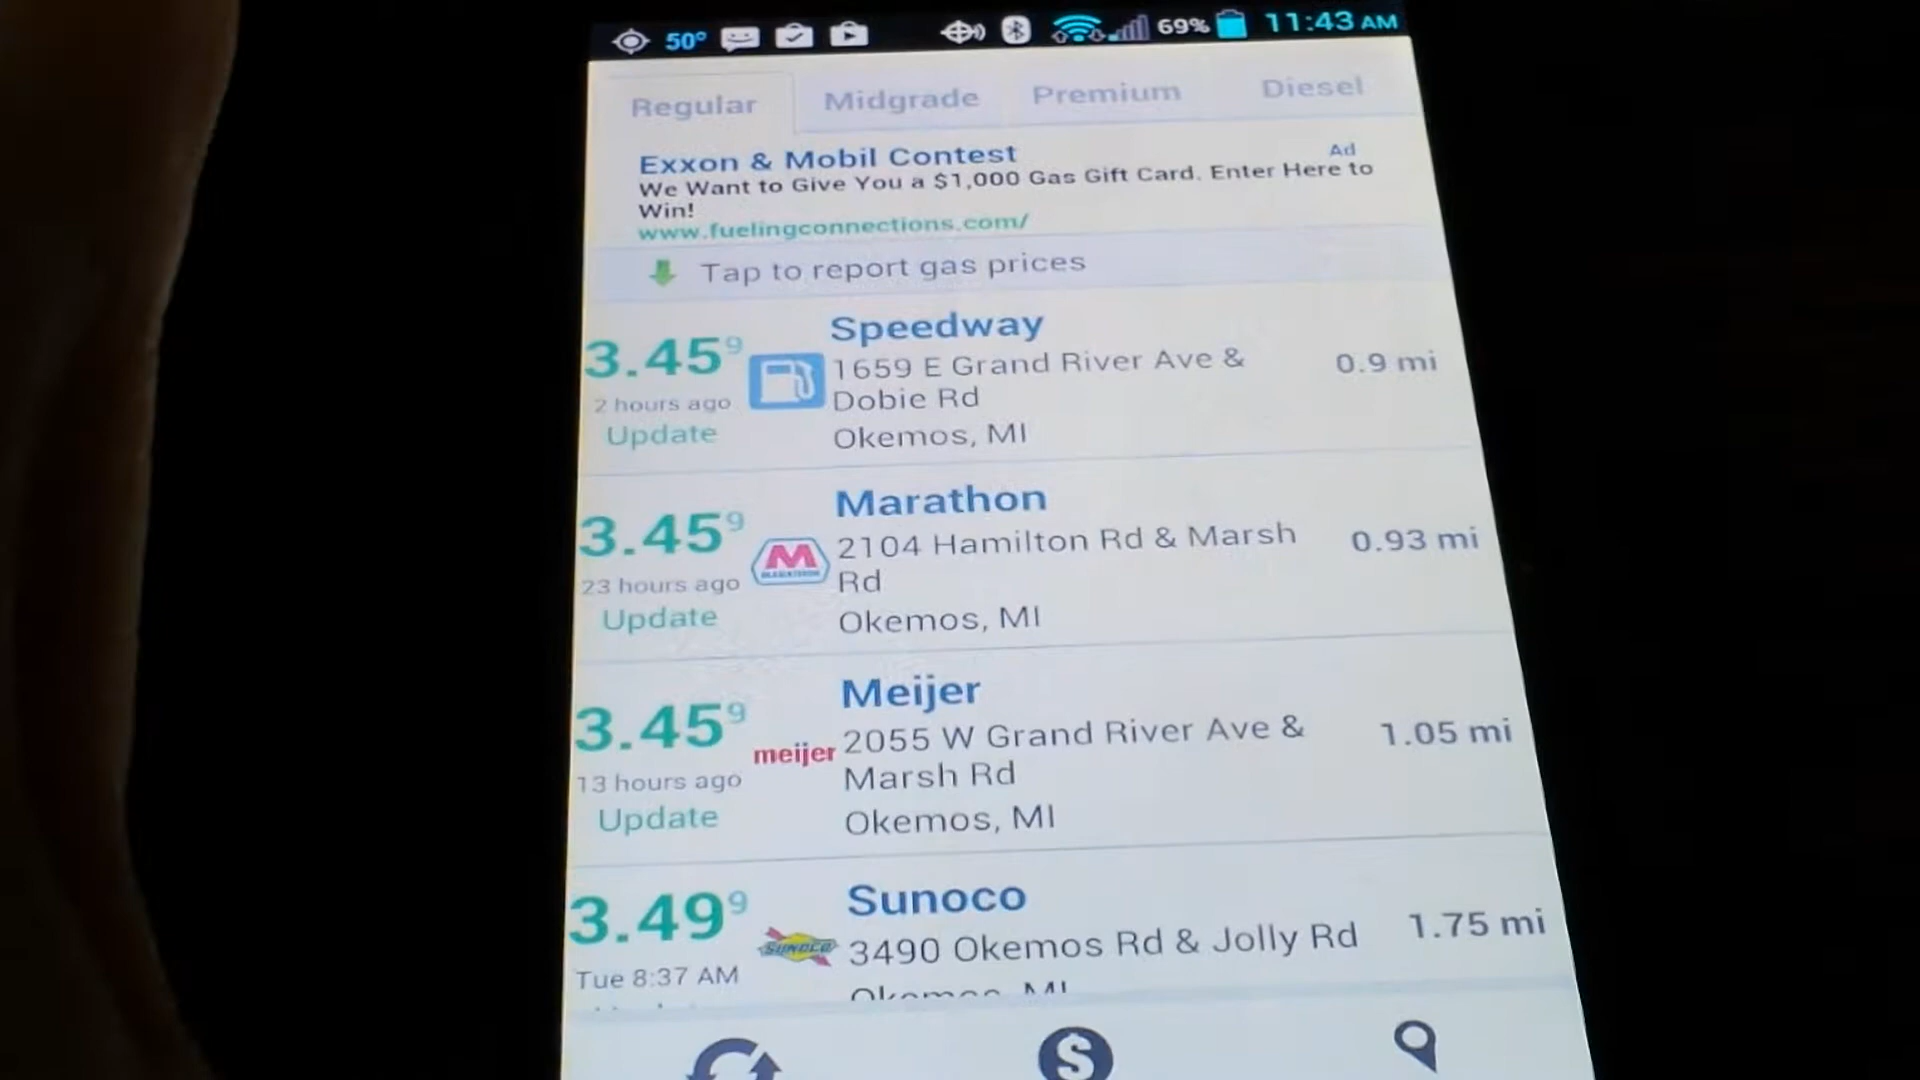 50° 69% 11:43 AM
Regular Midgrade Premium Diesel
Exxon & Mobil Contest Ad
We Want to Give You a $1,000 Gas Gift Card. Enter Here to
Win!
www.fuelingconnections.com/
Tap to report gas prices
Speedway
3.45⁹
1659 E Grand River Ave & 0.9 mi
Dobie Rd
2 hours ago
Update
Okemos, MI
Marathon
3.45⁹
M
2104 Hamilton Rd & Marsh 0.93 mi
Rd
23 hours ago
Update
Okemos, MI
Meijer
3.45⁹
meijer
2055 W Grand River Ave & 1.05 mi
Marsh Rd
13 hours ago
Update
Okemos, MI
Sunoco
3.49⁹
SUNOCO
3490 Okemos Rd & Jolly Rd 1.75 mi
Tue 8:37 AM
Okemos, MI
$